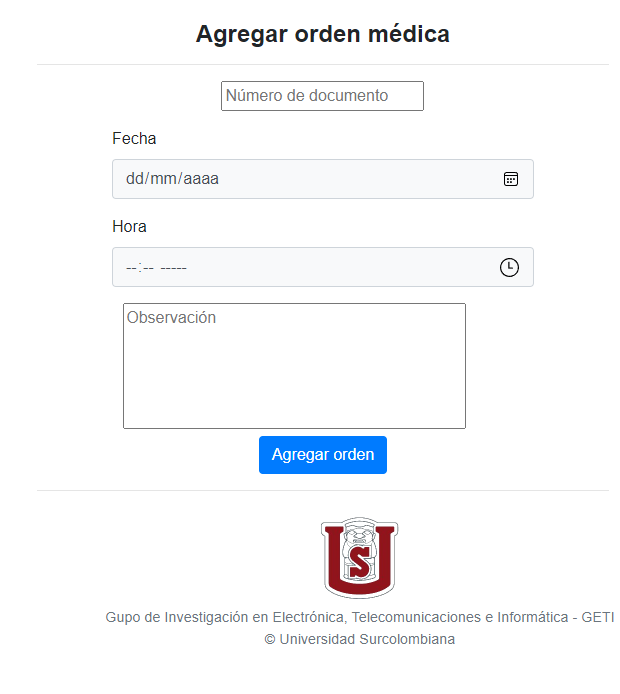 Agregar orden médica
Número de documento
Fecha
dd/mm/aaaa
Hora
--:-- -----
Observación
Agregar orden
U
S
Gupo de Investigación en Electrónica, Telecomunicaciones e Informática - GETI
© Universidad Surcolombiana